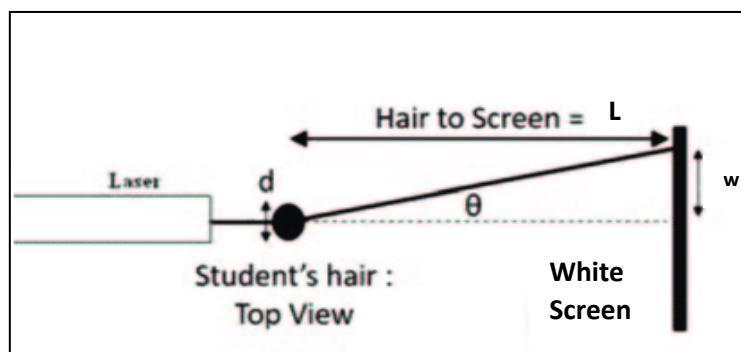 Hair to Screen = L
Laser
d
θ
w
Student's hair :
Top View
White
Screen